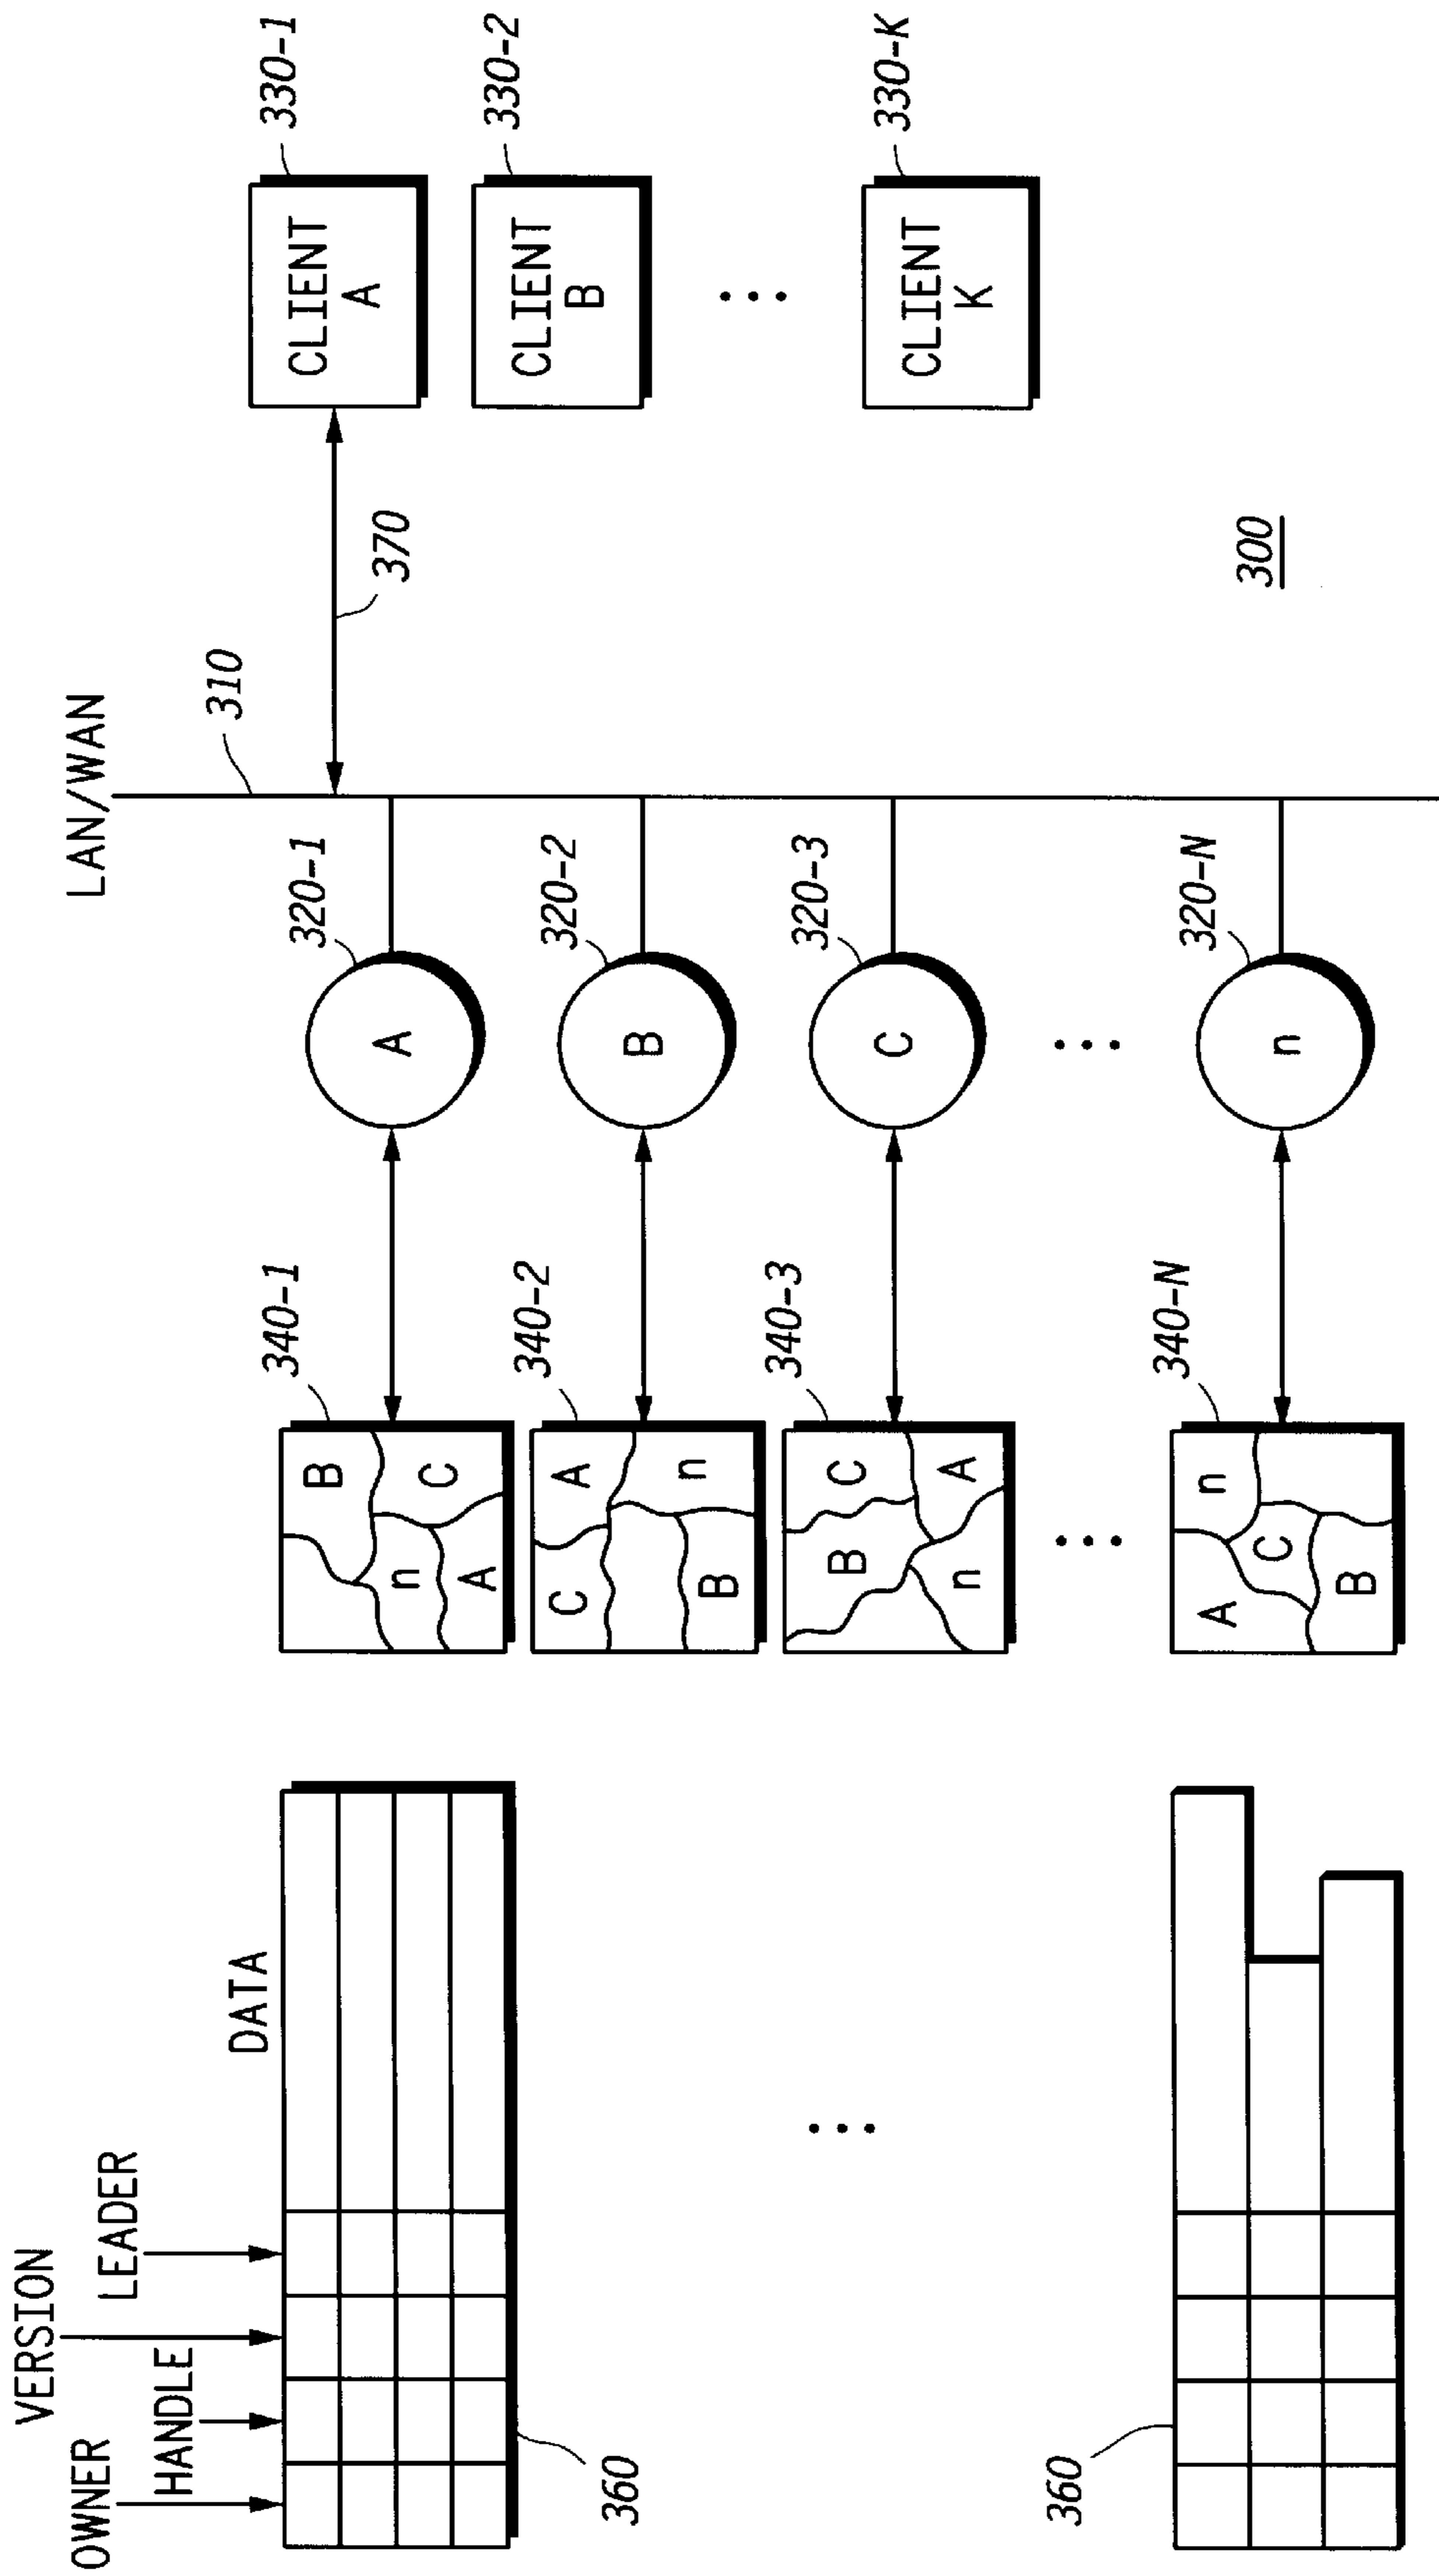 OWNER
HANDLE
VERSION
LEADER
DATA
360
360
340-1
B
C
n
A
340-2
A
n
C
B
340-3
C
A
B
n
340-N
n
A
C
B
320-1
A
320-2
B
320-3
C
320-N
n
LAN/WAN
310
370
300
CLIENT
A
330-1
CLIENT
B
330-2
CLIENT
K
330-K